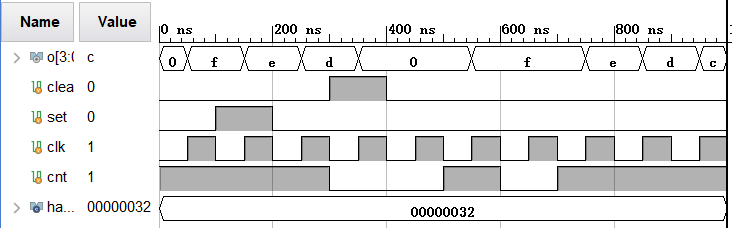 Name Value 0 ns 200 ns 400 ns 600 ns 800 ns
o[3:0 c 0 f e d 0 f e d c
clea 0
set 0
clk 1
cnt 1
ha... 00000032 00000032